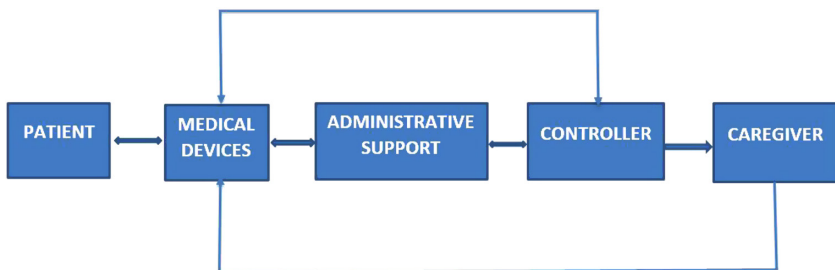 PATIENT
MEDICAL
DEVICES
ADMINISTRATIVE
SUPPORT
CONTROLLER
CAREGIVER